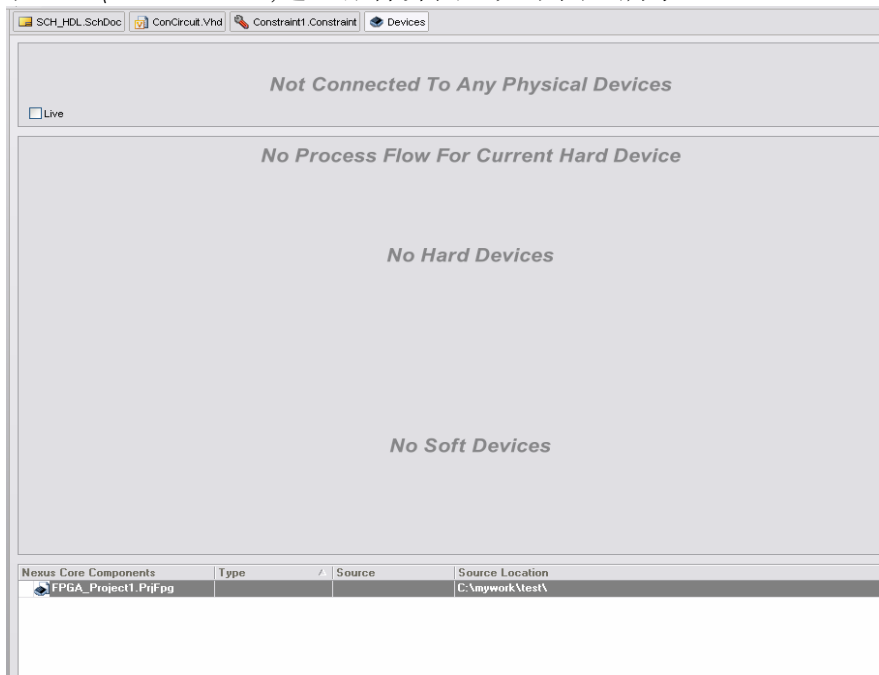 SCH_HDL.SchDoc ConCircuit.Vhd Constraint1.Constraint Devices
Not Connected To Any Physical Devices
Live
No Process Flow For Current Hard Device
No Hard Devices
No Soft Devices
Nexus Core Components Type Source Source Location
FPGA_Project1.PrjFpg C:\mywork\test\